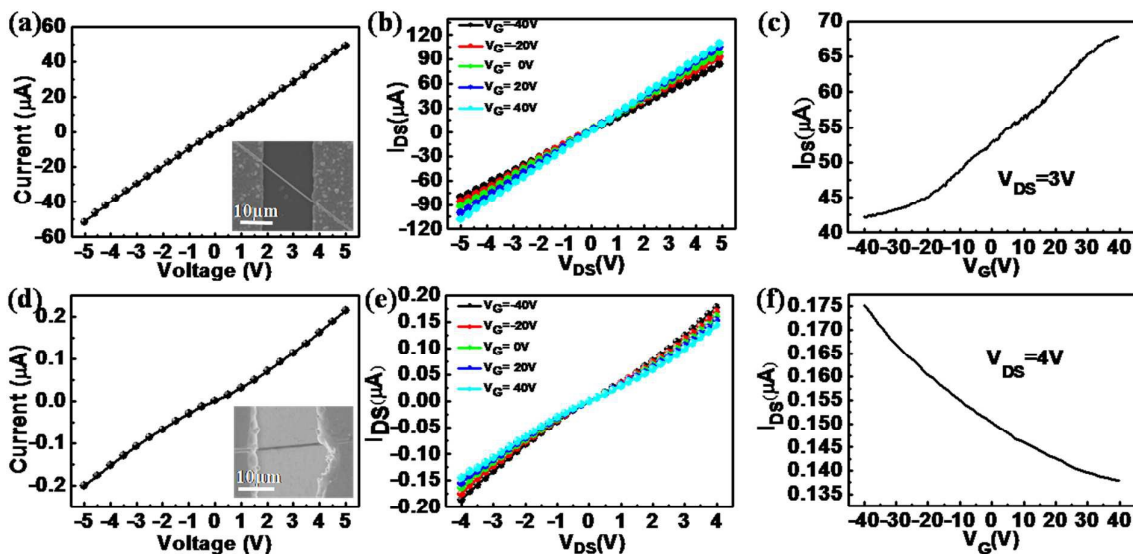 (a)
60
40
20
0
-20
-40
-60
Current (μA)
-5 -4 -3 -2 -1 0 1 2 3 4 5
Voltage (V)
10μm
(b)
120
90
60
30
0
-30
-60
-90
-120
I_DS(μA)
V_G=-40V
V_G=-20V
V_G= 0V
V_G= 20V
V_G= 40V
-5 -4 -3 -2 -1 0 1 2 3 4 5
V_DS(V)
(c)
70
65
60
55
50
45
40
I_DS(μA)
V_DS=3V
-40-30-20-10 0 10 20 30 40
V_G(V)
(d)
0.2
0.1
0.0
-0.1
-0.2
Current (μA)
-5 -4 -3 -2 -1 0 1 2 3 4 5
Voltage (V)
10μm
(e)
0.20
0.15
0.10
0.05
0.00
-0.05
-0.10
-0.15
-0.20
I_DS(μA)
V_G=-40V
V_G=-20V
V_G= 0V
V_G= 20V
V_G= 40V
-4 -3 -2 -1 0 1 2 3 4
V_DS(V)
(f)
0.175
0.170
0.165
0.160
0.155
0.150
0.145
0.140
0.135
I_DS(μA)
V_DS=4V
-40-30-20-10 0 10 20 30 40
V_G(V)